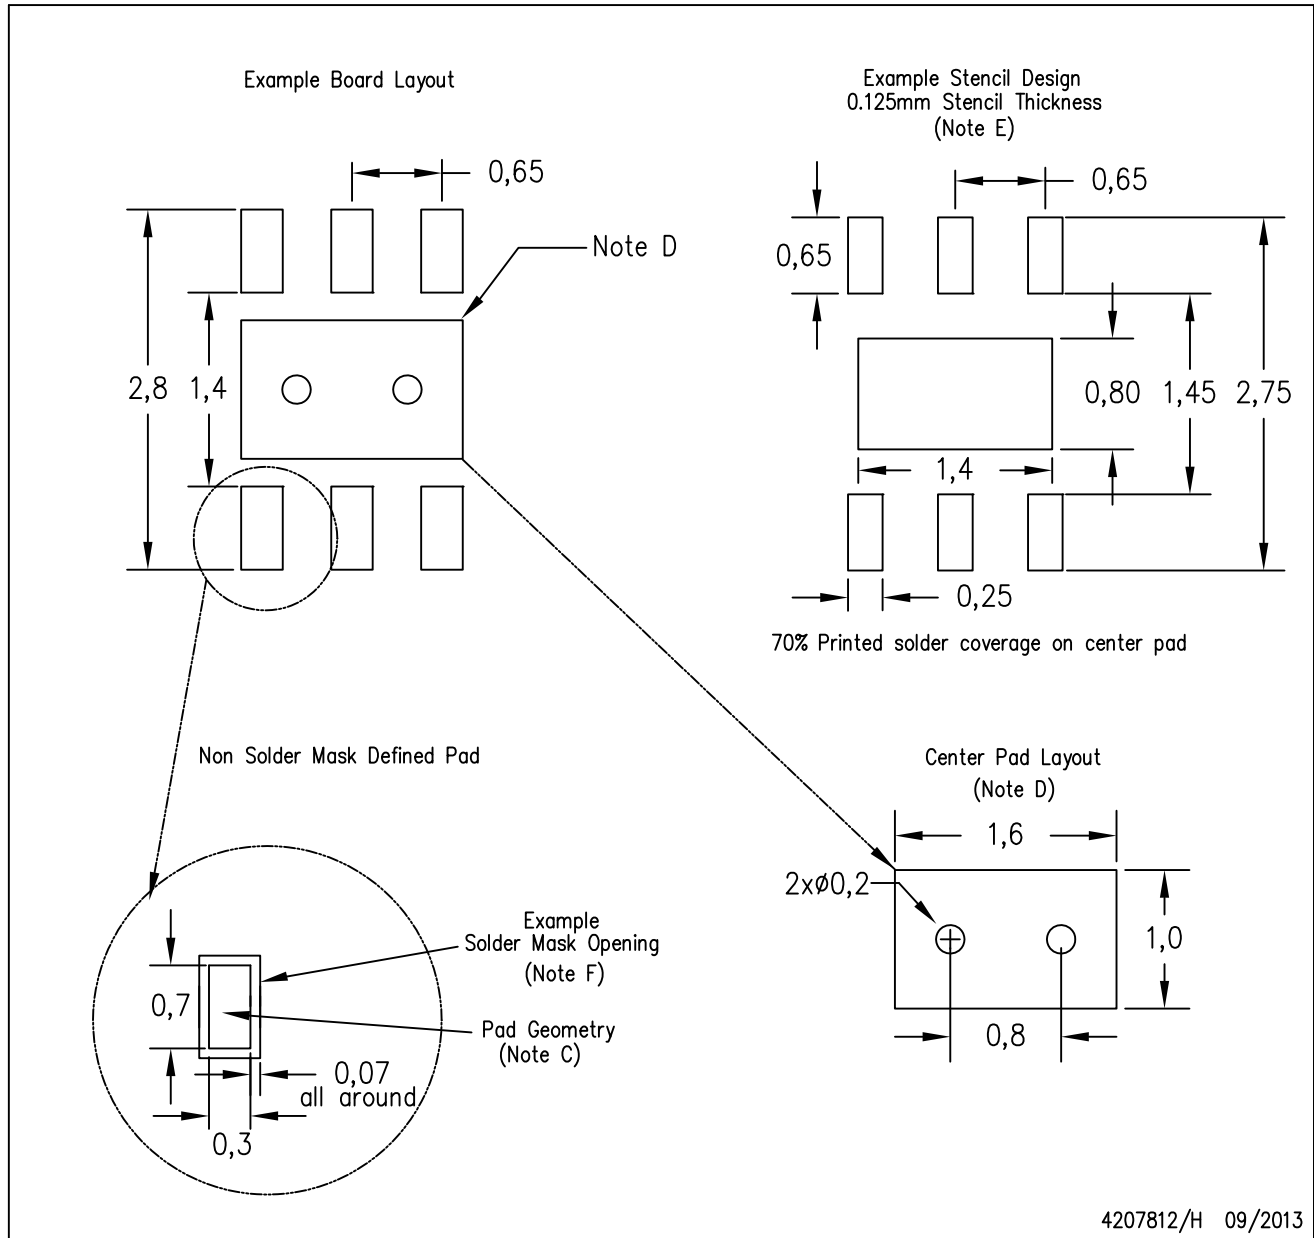 Example Board Layout
0,65
Note D
2,8
1,4
Example Stencil Design
0.125mm Stencil Thickness
(Note E)
0,65
0,65
0,80
1,45
2,75
1,4
0,25
70% Printed solder coverage on center pad
Non Solder Mask Defined Pad
Example
Solder Mask Opening
(Note F)
0,7
Pad Geometry
(Note C)
0,07
all around
0,3
Center Pad Layout
(Note D)
1,6
2xø0,2
1,0
0,8
4207812/H 09/2013